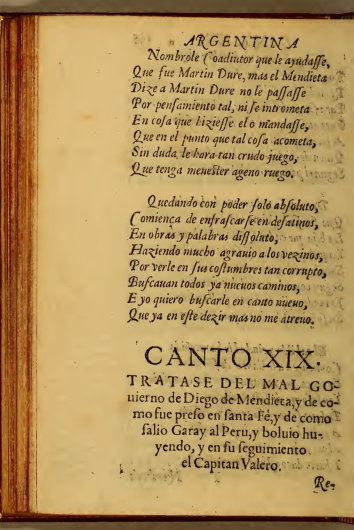 ARGENTINA
Nombrole Coadiutor que le ayudaſſe,
Que fue Martin Dure, mas el Mendieta
Dize a Martin Dure no le paſſaſſe
Por penſamiento tal, ni ſe intrometa
En coſa que hizieſſe el o mandaſſe,
Que en el punto que tal coſa acometa,
Sin duda le hara tan crudo juego,
Que tenga meneſter ageno ruego.
Quedando con poder ſolo abſoluto,
Comiença de enfraſcarſe en deſatinos,
En obras y palabras diſſoluto,
Haziendo mucho agrauio a los vezinos,
Por verle en ſus coſtumbres tan corrupto,
Buſcauan todos ya nueuos caminos,
E yo quiero buſcarle en canto nueuo,
Que ya en eſte dezir mas no me atreuo.
CANTO XIX.
TRATASE DEL MAL GO-
uierno de Diego de Mendieta, y de co-
mo fue preſo en ſanta Fé, y de como
ſalio Garay al Peru, y boluio hu-
yendo, y en ſu ſeguimiento
el Capitan Valero.
Re-